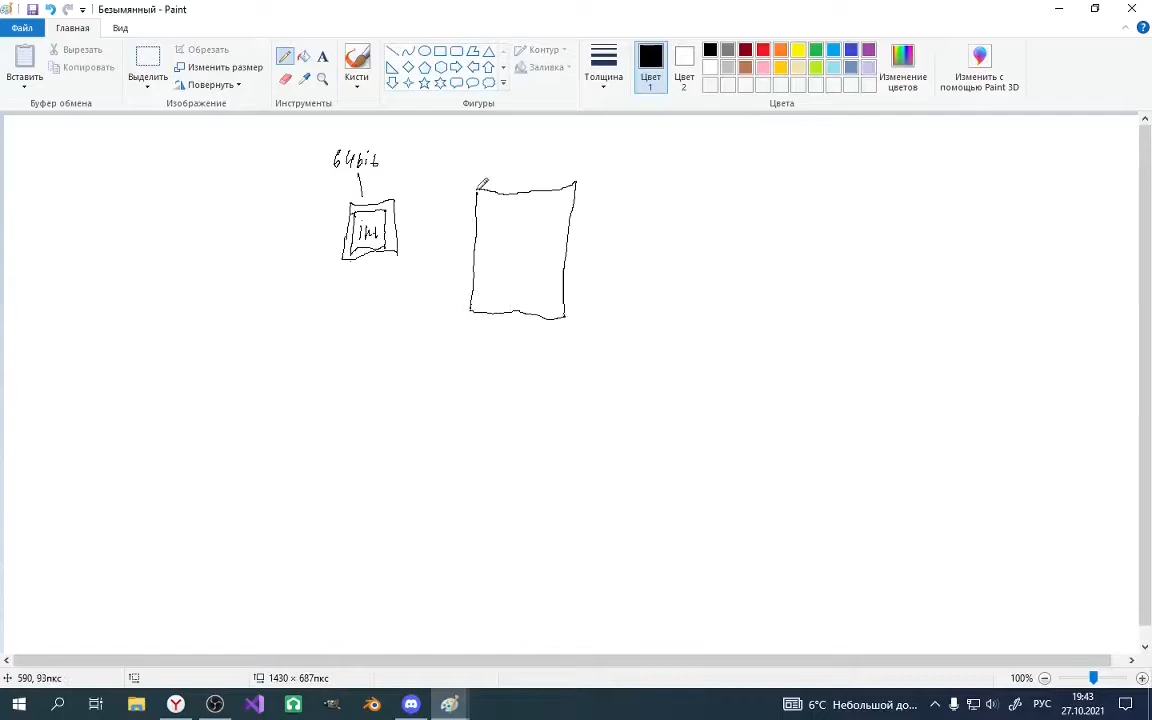 Безымянный - Paint
Файл Главная Вид
Вставить
Вырезать
Копировать
Буфер обмена
Выделить
Обрезать
Изменить размер
Повернуть
Изображение
Инструменты
Кисти
Контур
Заливка
Фигуры
Толщина
Цвет 1
Цвет 2
Изменение цветов
Изменить с помощью Paint 3D
Цвета
64bit
int
590, 93пкс
1430 × 687пкс
100%
6°C Небольшой до...
РУС
19:43
27.10.2021